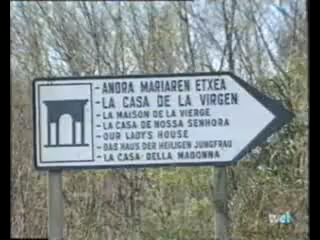 - ANDRA MARIAREN ETXEA
- LA CASA DE LA VIRGEN
- LA MAISON DE LA VIERGE
- LA CASA DE NOSSA SENHORA
- OUR LADY'S HOUSE
- DAS HAUS DER HEILIGEN JUNGFRAU
- LA CASA DELLA MADONNA